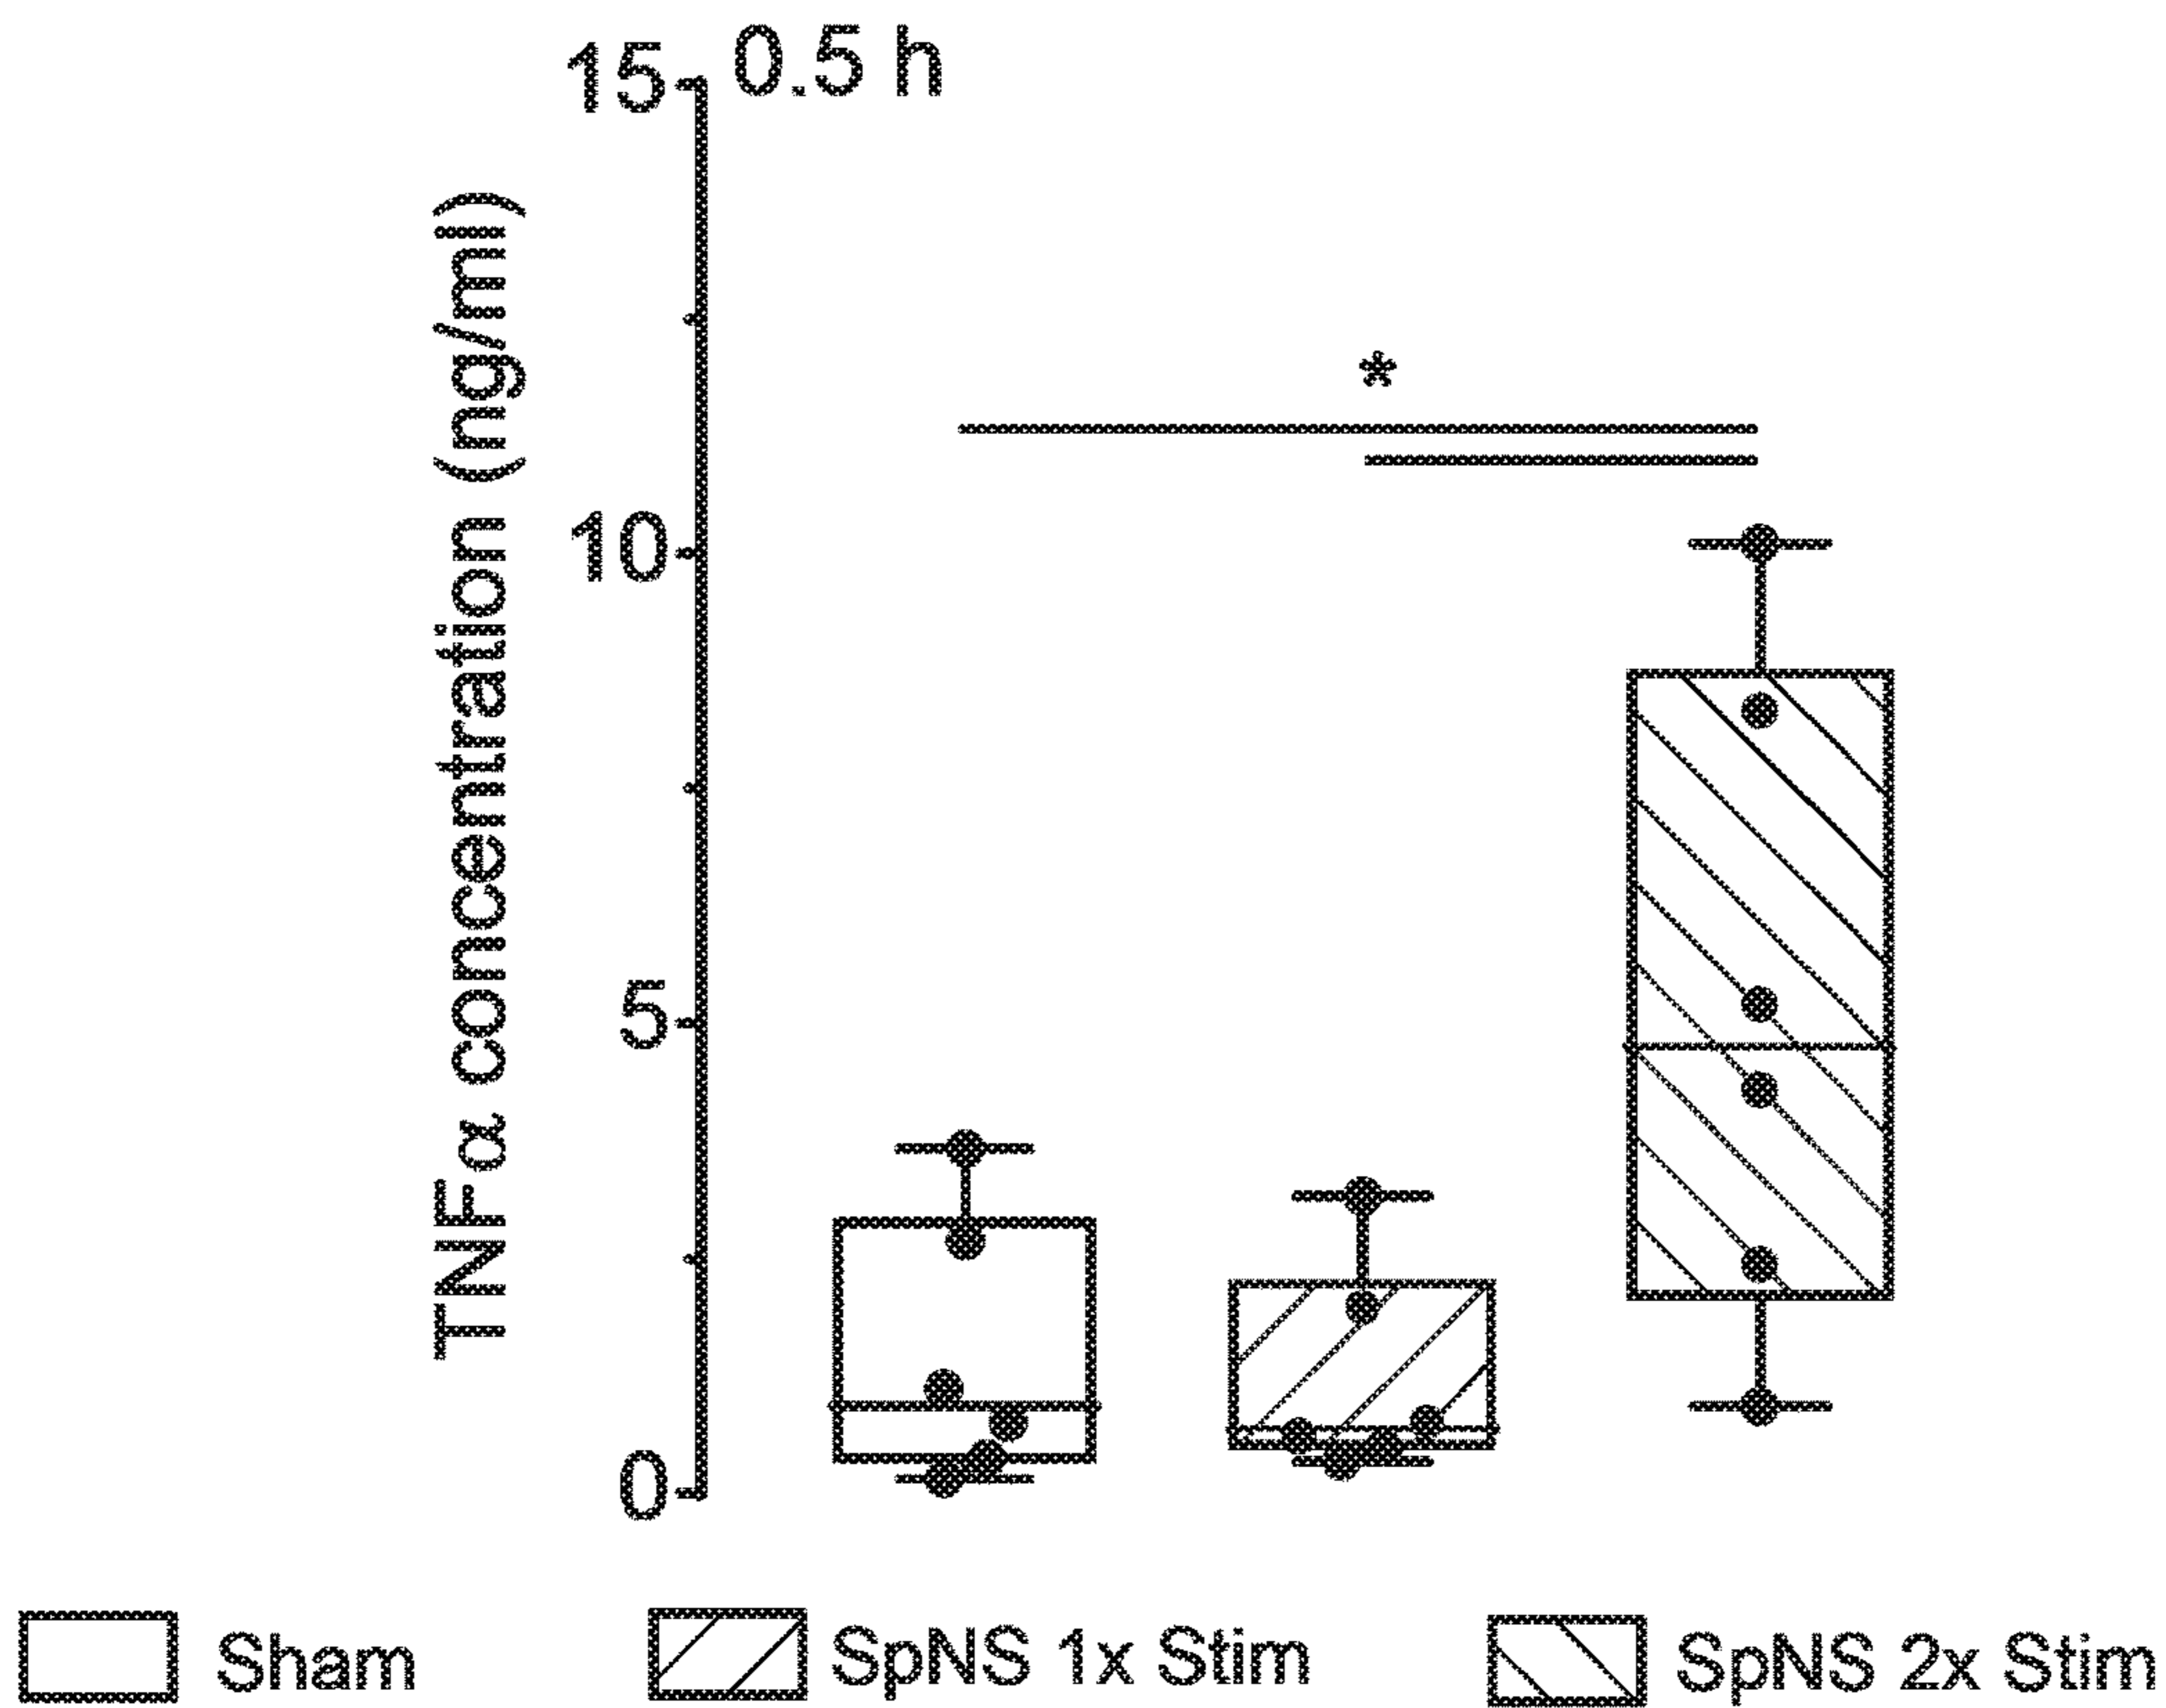 0.5 h
15
10
5
0
TNFα concentration (ng/ml)
*
Sham
SpNS 1x Stim
SpNS 2x Stim